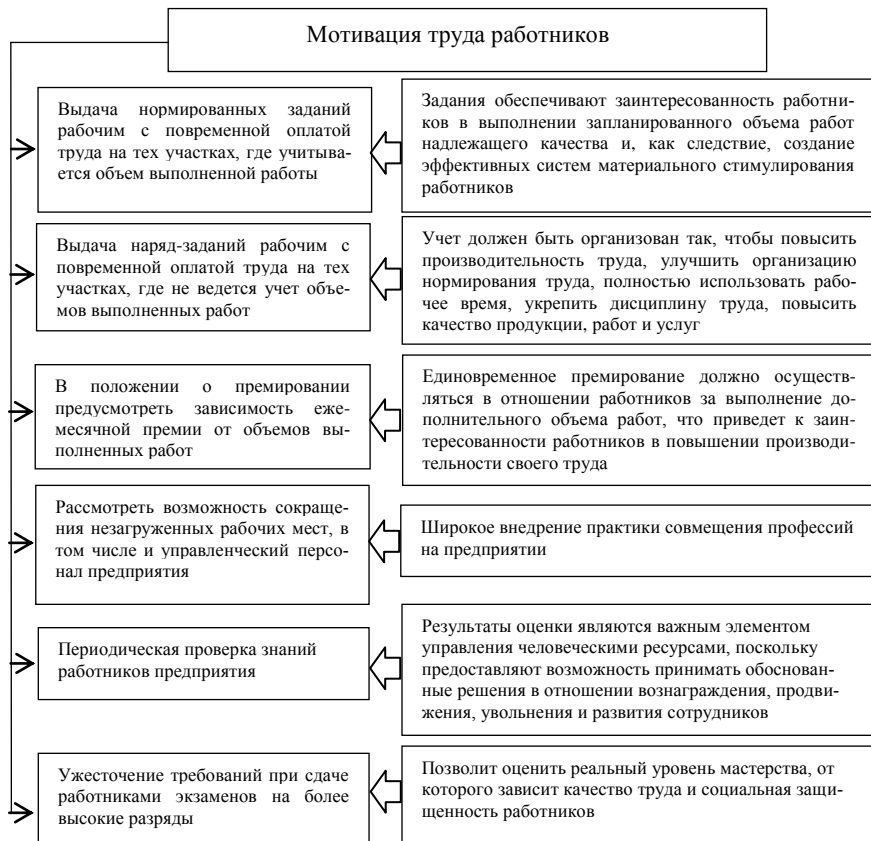 Мотивация труда работников
Выдача нормированных заданий
рабочим с повременной оплатой
труда на тех участках, где учитыва-
ется объем выполненной работы
Задания обеспечивают заинтересованность работни-
ков в выполнении запланированного объема работ
надлежащего качества и, как следствие, создание
эффективных систем материального стимулирования
работников
Выдача наряд-заданий рабочим с
повременной оплатой труда на тех
участках, где не ведется учет объе-
мов выполненных работ
Учет должен быть организован так, чтобы повысить
производительность труда, улучшить организацию
нормирования труда, полностью использовать рабо-
чее время, укрепить дисциплину труда, повысить
качество продукции, работ и услуг
В положении о премировании
предусмотреть зависимость еже-
месячной премии от объемов вы-
полненных работ
Единовременное премирование должно осуществ-
ляться в отношении работников за выполнение до-
полнительного объема работ, что приведет к заин-
тересованности работников в повышении производи-
тельности своего труда
Рассмотреть возможность сокраще-
ния незагруженных рабочих мест, в
том числе и управленческий персо-
нал предприятия
Широкое внедрение практики совмещения профессий
на предприятии
Периодическая проверка знаний
работников предприятия
Результаты оценки являются важным элементом
управления человеческими ресурсами, поскольку
предоставляют возможность принимать обоснован-
ные решения в отношении вознаграждения, продви-
жения, увольнения и развития сотрудников
Ужесточение требований при сдаче
работниками экзаменов на более
высокие разряды
Позволит оценить реальный уровень мастерства, от
которого зависит качество труда и социальная защи-
щенность работников